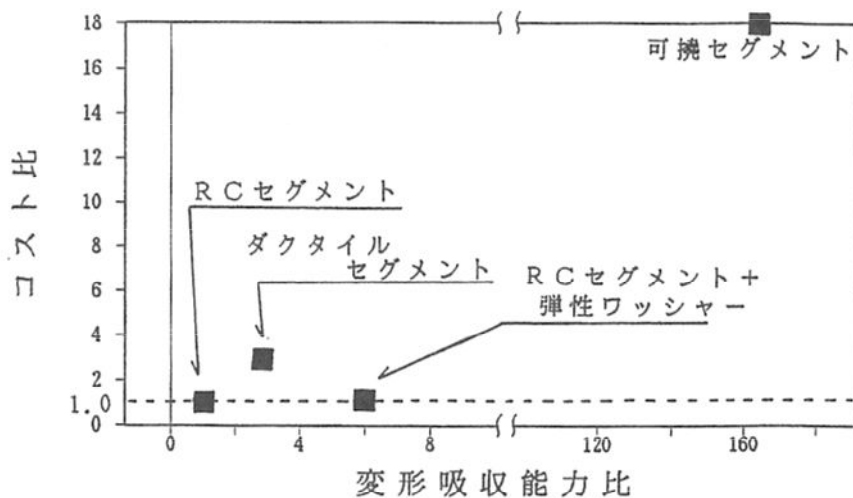 18
可撓セグメント
16
14
12
RCセグメント
10
コスト比
ダクタイル
8
セグメント
RCセグメント+
6
弾性ワッシャー
4
2
1.0
0
0 4 8 120 160
変形吸収能力比